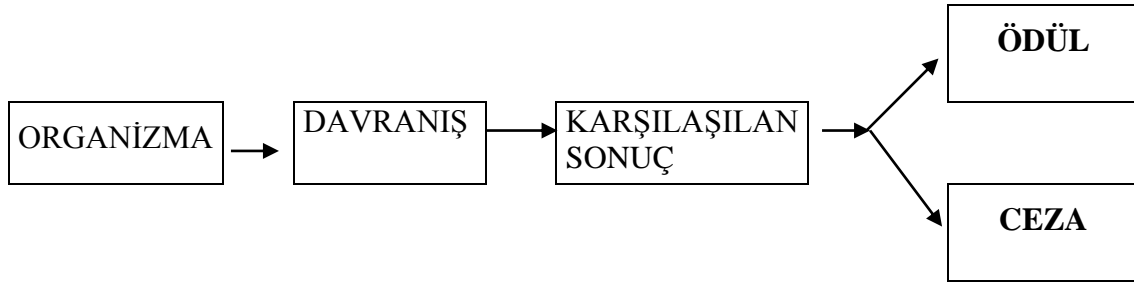 ÖDÜL
ORGANİZMA
DAVRANIŞ
KARŞILAŞILAN
SONUÇ
CEZA